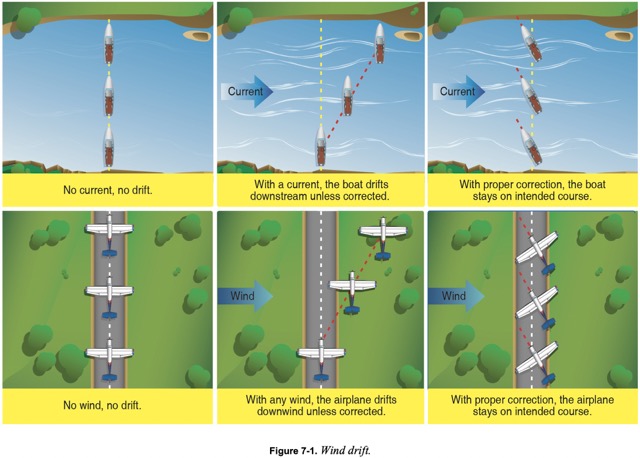 Current
Current
No current, no drift.
With a current, the boat drifts
downstream unless corrected.
With proper correction, the boat
stays on intended course.
Wind
Wind
No wind, no drift.
With any wind, the airplane drifts
downwind unless corrected.
With proper correction, the airplane
stays on intended course.
Figure 7-1. Wind drift.